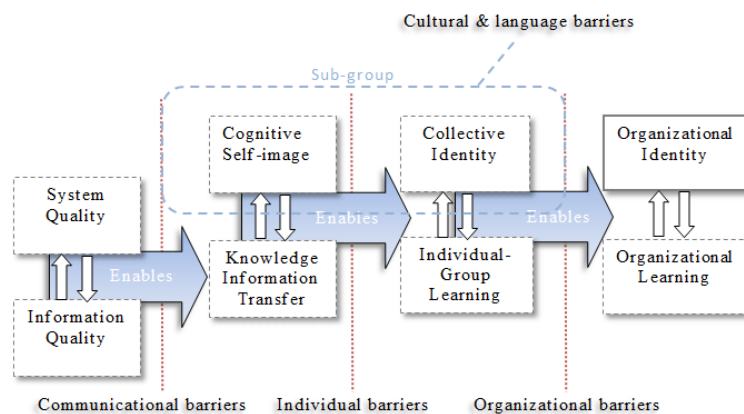 Cultural & language barriers
Sub-group
Cognitive
Self-image
Collective
Identity
Organizational
Identity
System
Quality
Enables
Enables
Enables
Knowledge
Information
Transfer
Individual-
Group
Learning
Organizational
Learning
Information
Quality
Communicational barriers
Individual barriers
Organizational barriers